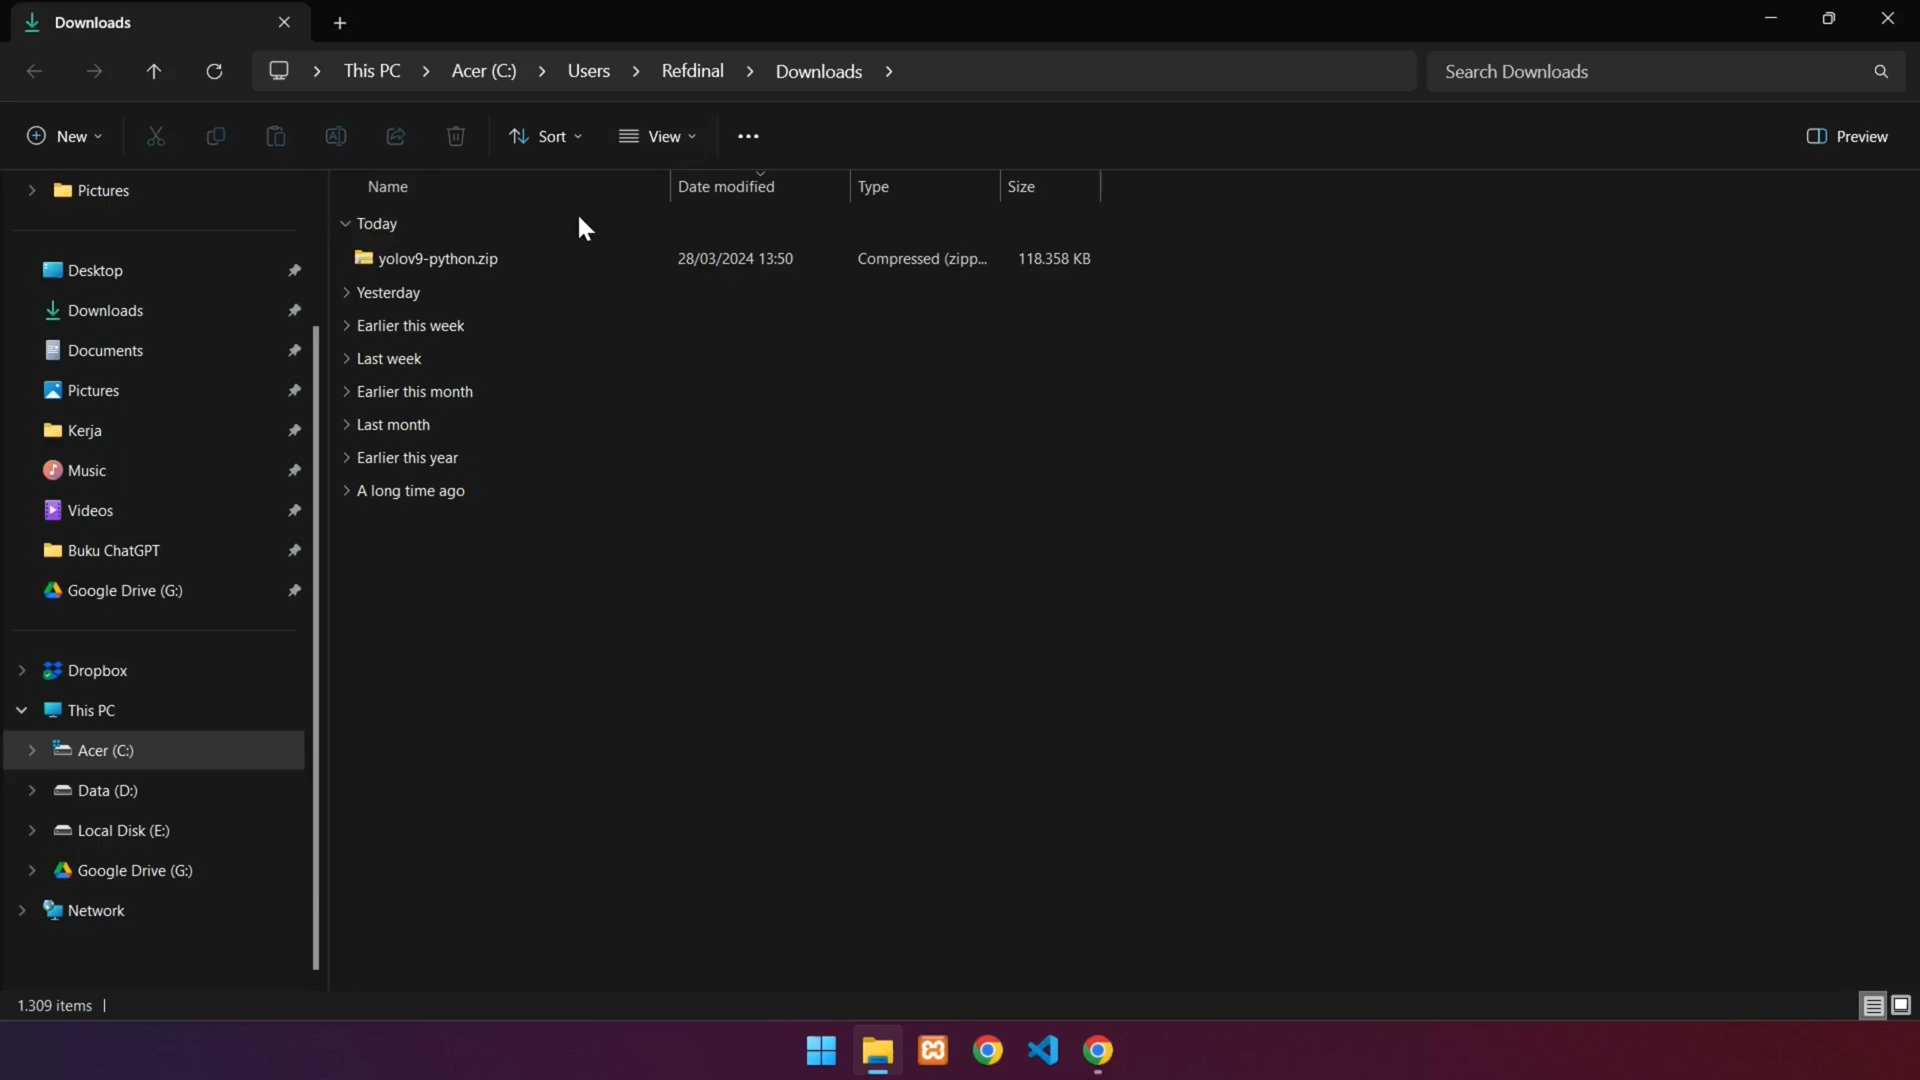 Downloads
This PC
Acer (C:)
Users
Refdinal
Downloads
Search Downloads
New
Sort
View
Preview
Pictures
Desktop
Downloads
Documents
Pictures
Kerja
Music
Videos
Buku ChatGPT
Google Drive (G:)
Dropbox
This PC
Acer (C:)
Data (D:)
Local Disk (E:)
Google Drive (G:)
Network
Name Date modified Type Size
Today
yolov9-python.zip 28/03/2024 13:50 Compressed (zipp... 118.358 KB
Yesterday
Earlier this week
Last week
Earlier this month
Last month
Earlier this year
A long time ago
1.309 items